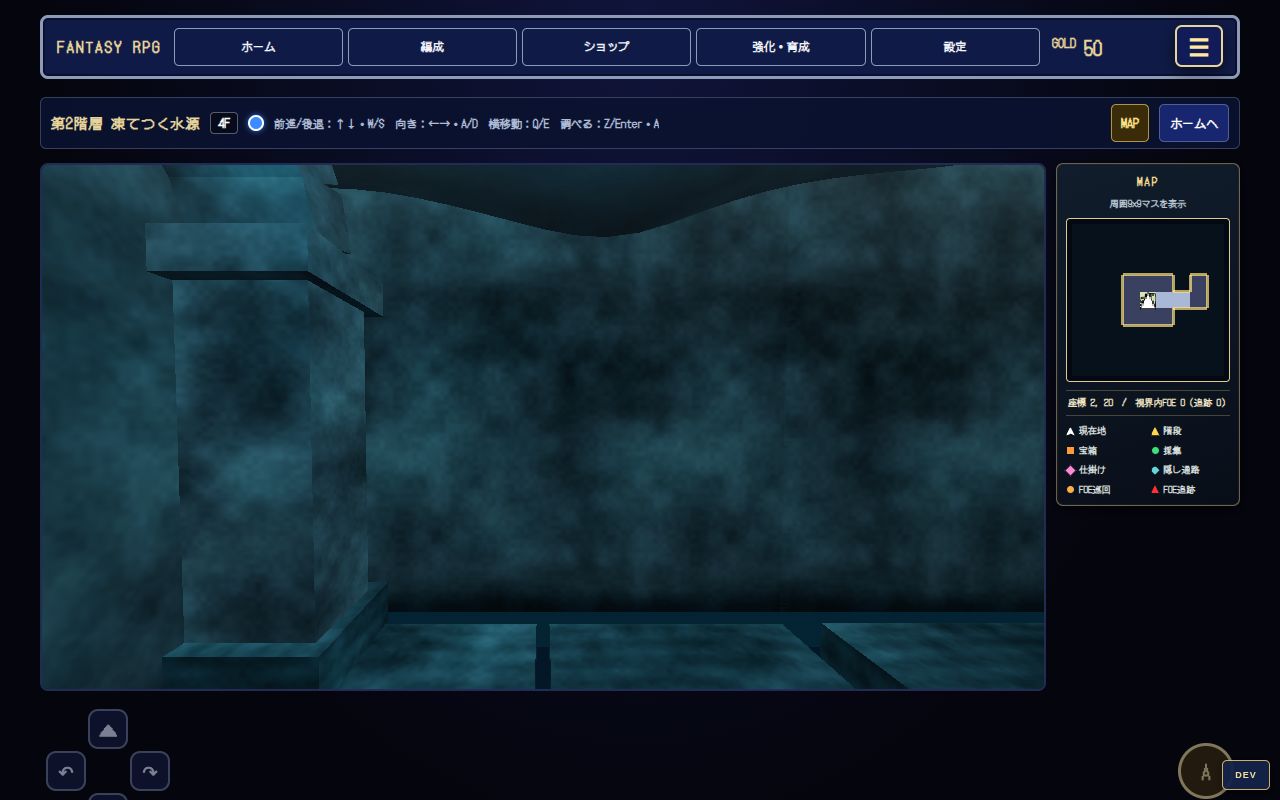 FANTASY RPG
ホーム
編成
ショップ
強化・育成
設定
GOLD 50
第2階層 凍てつく水源
4F
前進/後退：↑↓・W/S 向き：←→・A/D 横移動：Q/E 調べる：Z/Enter・A
MAP
ホームへ
MAP
周囲9x9マスを表示
座標 2, 20 / 視界内FOE 0（追跡 0）
現在地
階段
宝箱
採集
仕掛け
隠し通路
FOE巡回
FOE追跡
A
DEV